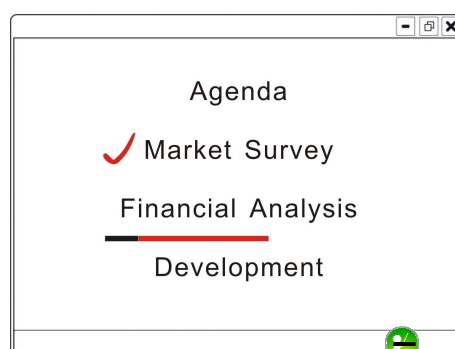 Agenda
Market Survey
Financial Analysis
Development